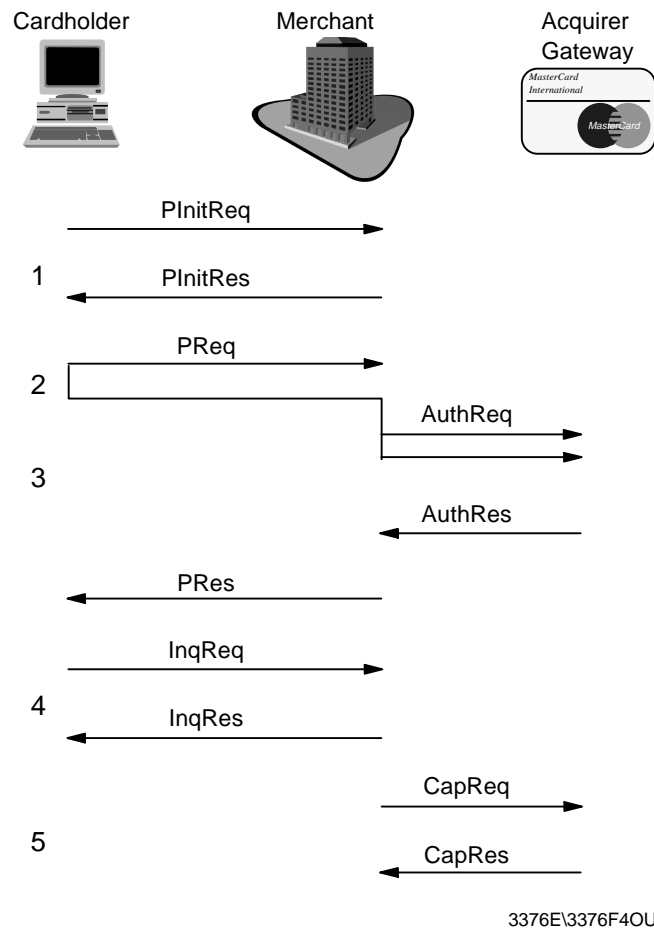 Cardholder
Merchant
Acquirer
Gateway
MasterCard
International
MasterCard
PInitReq
1
PInitRes
PReq
2
AuthReq
3
AuthRes
PRes
InqReq
4
InqRes
CapReq
5
CapRes
3376E\3376F4OU